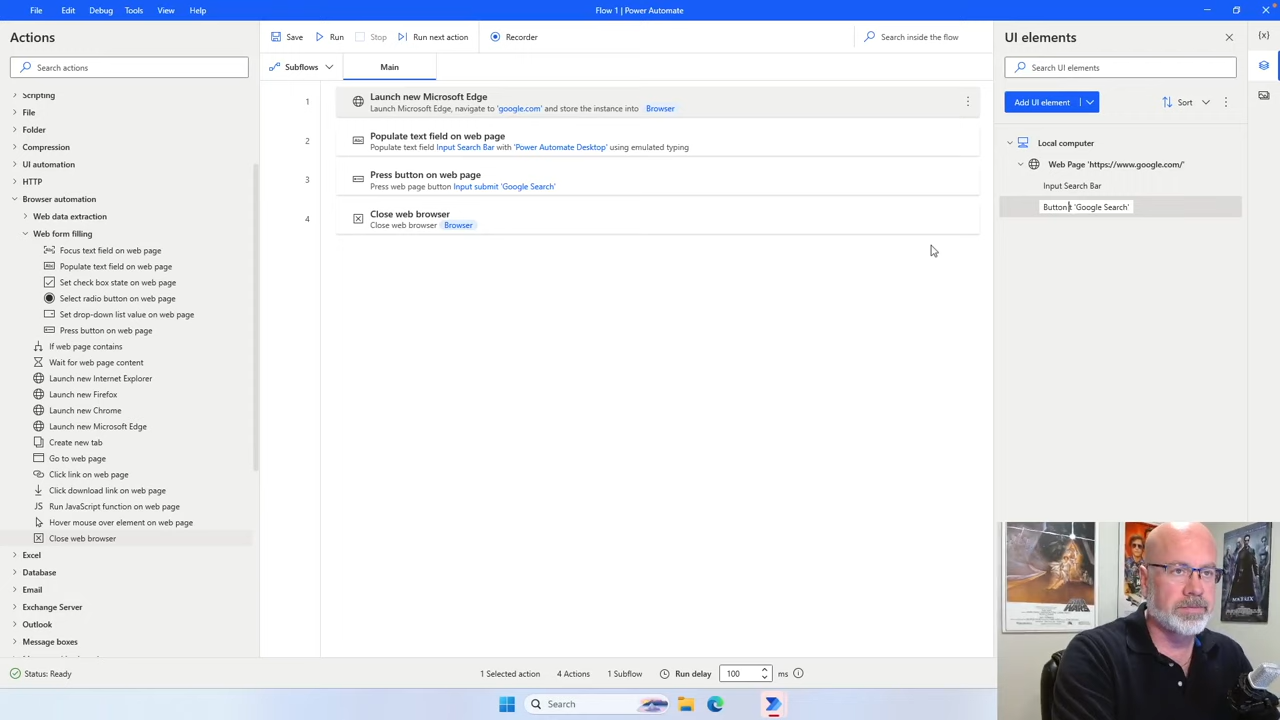 File Edit Debug Tools View Help
Flow 1 | Power Automate
Actions
Search actions
Scripting
File
Folder
Compression
UI automation
HTTP
Browser automation
Web data extraction
Web form filling
Focus text field on web page
Populate text field on web page
Set check box state on web page
Select radio button on web page
Set drop-down list value on web page
Press button on web page
If web page contains
Wait for web page content
Launch new Internet Explorer
Launch new Firefox
Launch new Chrome
Launch new Microsoft Edge
Create new tab
Go to web page
Click link on web page
Click download link on web page
JS Run JavaScript function on web page
Hover mouse over element on web page
Close web browser
Excel
Database
Email
Exchange Server
Outlook
Message boxes
Save Run Stop Run next action Recorder
Search inside the flow
Subflows Main
1 Launch new Microsoft Edge
Launch Microsoft Edge, navigate to 'google.com' and store the instance into Browser
2 Populate text field on web page
Abc Populate text field Input Search Bar with 'Power Automate Desktop' using emulated typing
3 Press button on web page
Press web page button Input submit 'Google Search'
4 Close web browser
Close web browser Browser
UI elements
Search UI elements
Add UI element Sort
Local computer
Web Page 'https://www.google.com/'
Input Search Bar
Button t 'Google Search'
{x}
STAR WARS
MATRIX
Status: Ready
1 Selected action 4 Actions 1 Subflow Run delay 100 ms
Search